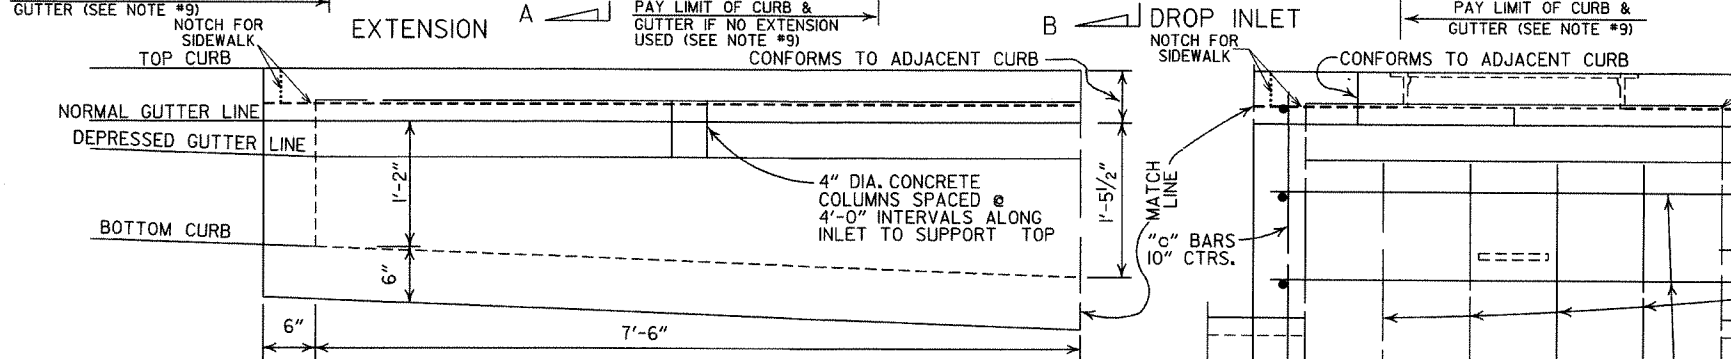 GUTTER (SEE NOTE #9)
NOTCH FOR
SIDEWALK
EXTENSION
A
PAY LIMIT OF CURB &
GUTTER IF NO EXTENSION
USED (SEE NOTE #9)
B
DROP INLET
NOTCH FOR
SIDEWALK
PAY LIMIT OF CURB &
GUTTER (SEE NOTE #9)
TOP CURB
CONFORMS TO ADJACENT CURB
CONFORMS TO ADJACENT CURB
NORMAL GUTTER LINE
DEPRESSED GUTTER LINE
1'-2"
4" DIA. CONCRETE
COLUMNS SPACED @
4'-0" INTERVALS ALONG
INLET TO SUPPORT TOP
1'-5 1/2"
MATCH
LINE
BOTTOM CURB
"c" BARS
10" CTRS.
6"
6"
7'-6"